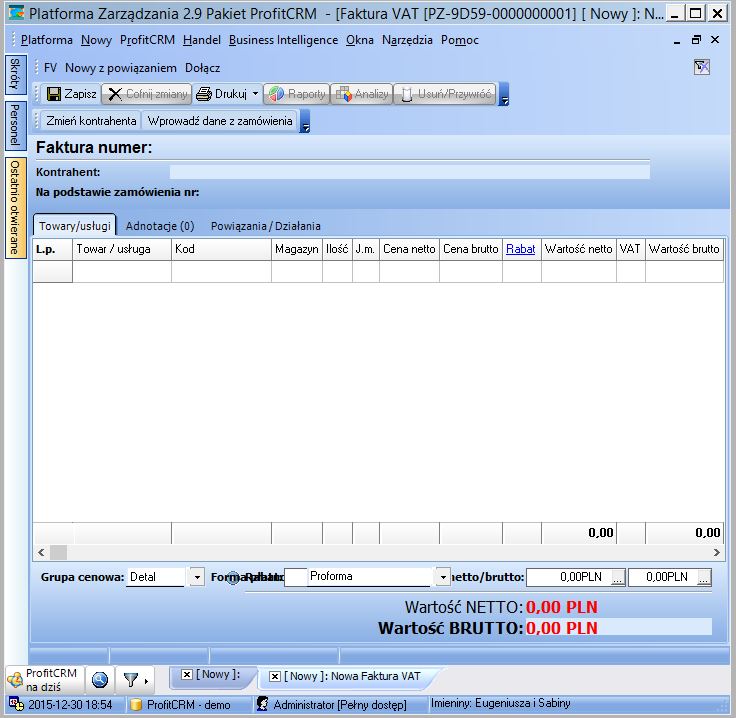 Platforma Zarządzania 2.9 Pakiet ProfitCRM - [Faktura VAT [PZ-9D59-0000000001] [ Nowy ]: N...
Platforma Nowy ProfitCRM Handel Business Intelligence Okna Narzędzia Pomoc
Skróty
Personel
Ostatnio otwierane
FV Nowy z powiązaniem Dołącz
Zapisz Cofnij zmiany Drukuj Raporty Analizy Usuń/Przywróć
Zmień kontrahenta Wprowadź dane z zamówienia
Faktura numer:
Kontrahent:
Na podstawie zamówienia nr:
Towary/usługi Adnotacje (0) Powiązania / Działania
L.p. Towar / usługa Kod Magazyn Ilość J.m. Cena netto Cena brutto Rabat Wartość netto VAT Wartość brutto
0,00 0,00
Grupa cenowa: Detal Proforma netto/brutto: 0,00PLN ... 0,00PLN ...
Wartość NETTO: 0,00 PLN
Wartość BRUTTO: 0,00 PLN
ProfitCRM
na dziś
[ Nowy ]: [ Nowy ]: Nowa Faktura VAT
2015-12-30 18:54 ProfitCRM - demo Administrator [Pełny dostęp] Imieniny: Eugeniusza i Sabiny